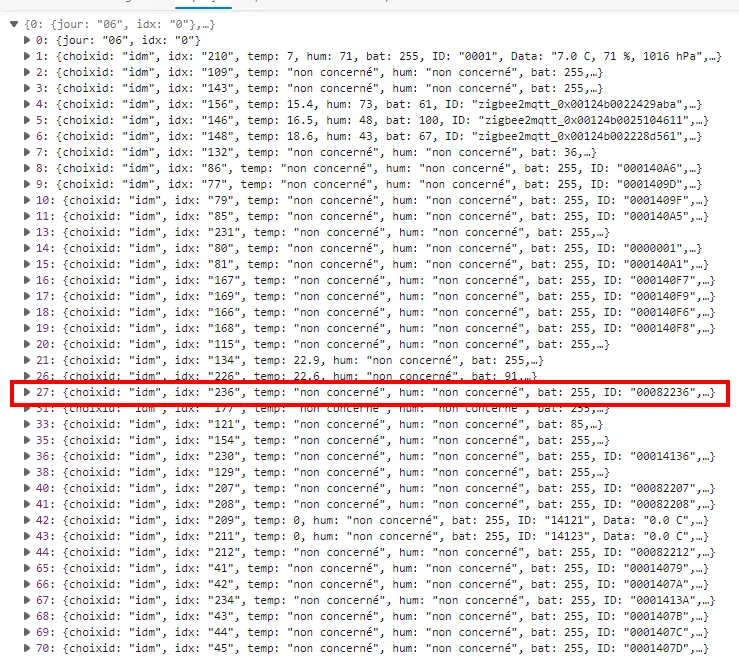 {0: {jour: "06", idx: "0"},…}
0: {jour: "06", idx: "0"}
1: {choixid: "idm", idx: "210", temp: 7, hum: 71, bat: 255, ID: "0001", Data: "7.0 C, 71 %, 1016 hPa",…}
2: {choixid: "idm", idx: "109", temp: "non concerné", hum: "non concerné", bat: 255,…}
3: {choixid: "idm", idx: "143", temp: "non concerné", hum: "non concerné", bat: 255,…}
4: {choixid: "idm", idx: "156", temp: 15.4, hum: 73, bat: 61, ID: "zigbee2mqtt_0x00124b0022429aba",…}
5: {choixid: "idm", idx: "146", temp: 16.5, hum: 48, bat: 100, ID: "zigbee2mqtt_0x00124b0025104611",…}
6: {choixid: "idm", idx: "148", temp: 18.6, hum: 43, bat: 67, ID: "zigbee2mqtt_0x00124b002228d561",…}
7: {choixid: "idm", idx: "132", temp: "non concerné", hum: "non concerné", bat: 36,…}
8: {choixid: "idm", idx: "86", temp: "non concerné", hum: "non concerné", bat: 255, ID: "000140A6",…}
9: {choixid: "idm", idx: "77", temp: "non concerné", hum: "non concerné", bat: 255, ID: "0001409D",…}
10: {choixid: "idm", idx: "79", temp: "non concerné", hum: "non concerné", bat: 255, ID: "0001409F",…}
11: {choixid: "idm", idx: "85", temp: "non concerné", hum: "non concerné", bat: 255, ID: "000140A5",…}
13: {choixid: "idm", idx: "231", temp: "non concerné", hum: "non concerné", bat: 255,…}
14: {choixid: "idm", idx: "80", temp: "non concerné", hum: "non concerné", bat: 255, ID: "0000001",…}
15: {choixid: "idm", idx: "81", temp: "non concerné", hum: "non concerné", bat: 255, ID: "000140A1",…}
16: {choixid: "idm", idx: "167", temp: "non concerné", hum: "non concerné", bat: 255, ID: "000140F7",…}
17: {choixid: "idm", idx: "169", temp: "non concerné", hum: "non concerné", bat: 255, ID: "000140F9",…}
18: {choixid: "idm", idx: "166", temp: "non concerné", hum: "non concerné", bat: 255, ID: "000140F6",…}
19: {choixid: "idm", idx: "168", temp: "non concerné", hum: "non concerné", bat: 255, ID: "000140F8",…}
20: {choixid: "idm", idx: "115", temp: "non concerné", hum: "non concerné", bat: 255,…}
21: {choixid: "idm", idx: "134", temp: 22.9, hum: "non concerné", bat: 255,…}
26: {choixid: "idm", idx: "226", temp: 22.6, hum: "non concerné", bat: 91,…}
27: {choixid: "idm", idx: "236", temp: "non concerné", hum: "non concerné", bat: 255, ID: "00082236",…}
31: {choixid: "idm", idx: "177", temp: "non concerné", hum: "non concerné", bat: 255,…}
33: {choixid: "idm", idx: "121", temp: "non concerné", hum: "non concerné", bat: 85,…}
35: {choixid: "idm", idx: "154", temp: "non concerné", hum: "non concerné", bat: 255,…}
36: {choixid: "idm", idx: "230", temp: "non concerné", hum: "non concerné", bat: 255, ID: "00014136",…}
38: {choixid: "idm", idx: "129", temp: "non concerné", hum: "non concerné", bat: 255,…}
40: {choixid: "idm", idx: "207", temp: "non concerné", hum: "non concerné", bat: 255, ID: "00082207",…}
41: {choixid: "idm", idx: "208", temp: "non concerné", hum: "non concerné", bat: 255, ID: "00082208",…}
42: {choixid: "idm", idx: "209", temp: 0, hum: "non concerné", bat: 255, ID: "14121", Data: "0.0 C",…}
43: {choixid: "idm", idx: "211", temp: 0, hum: "non concerné", bat: 255, ID: "14123", Data: "0.0 C",…}
44: {choixid: "idm", idx: "212", temp: "non concerné", hum: "non concerné", bat: 255, ID: "00082212",…}
65: {choixid: "idm", idx: "41", temp: "non concerné", hum: "non concerné", bat: 255, ID: "00014079",…}
66: {choixid: "idm", idx: "42", temp: "non concerné", hum: "non concerné", bat: 255, ID: "0001407A",…}
67: {choixid: "idm", idx: "234", temp: "non concerné", hum: "non concerné", bat: 255, ID: "0001413A",…}
68: {choixid: "idm", idx: "43", temp: "non concerné", hum: "non concerné", bat: 255, ID: "0001407B",…}
69: {choixid: "idm", idx: "44", temp: "non concerné", hum: "non concerné", bat: 255, ID: "0001407C",…}
70: {choixid: "idm", idx: "45", temp: "non concerné", hum: "non concerné", bat: 255, ID: "0001407D",…}